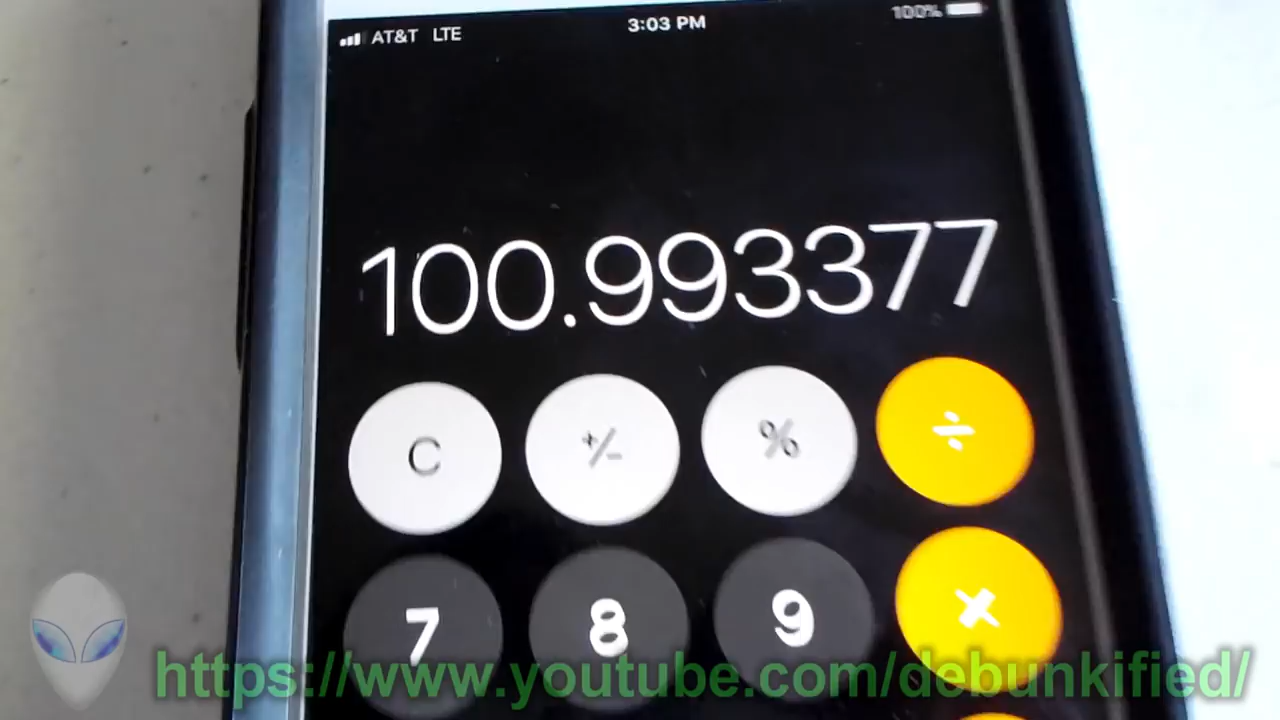 AT&T LTE 3:03 PM 100%
100.993377
C +/- % ÷
7 8 9 ×
https://www.youtube.com/debunkified/